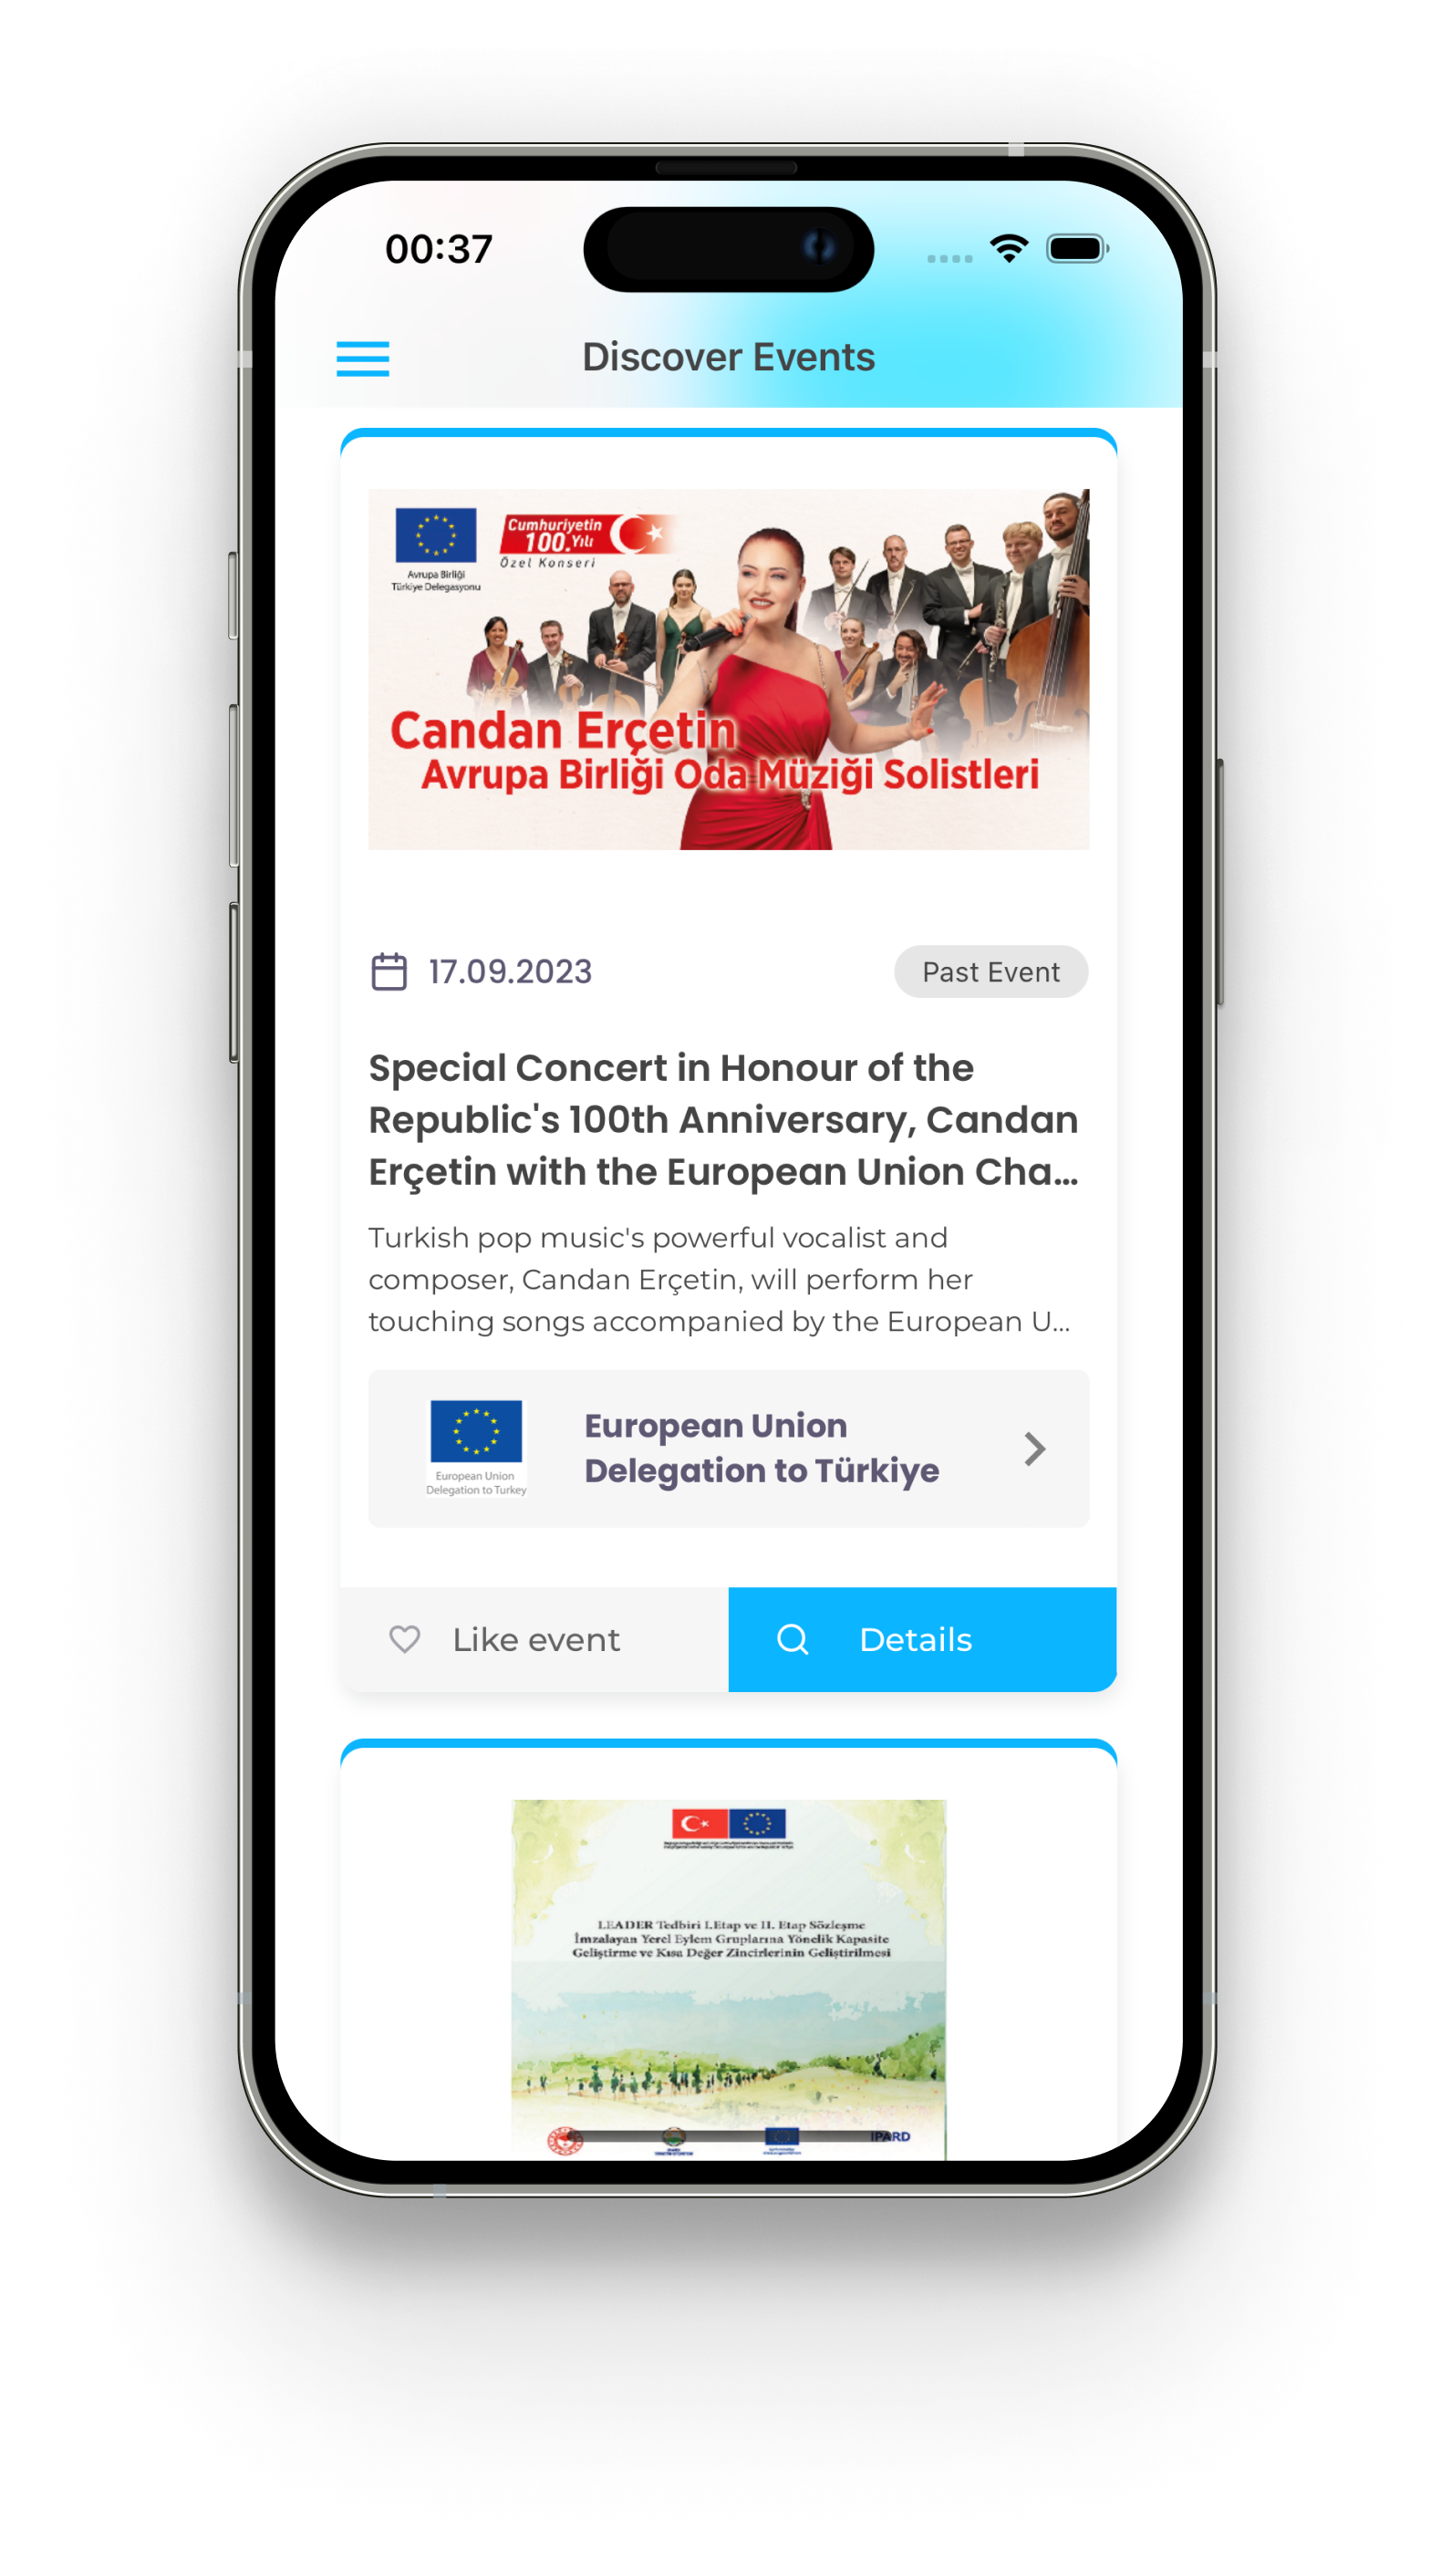 00:37
Discover Events
Avrupa Birliği
Türkiye Delegasyonu
Cumhuriyetin
100.Yılı
Özel Konseri
Candan Erçetin
Avrupa Birliği Oda Müziği Solistleri
17.09.2023
Past Event
Special Concert in Honour of the
Republic's 100th Anniversary, Candan
Erçetin with the European Union Cha...
Turkish pop music's powerful vocalist and
composer, Candan Erçetin, will perform her
touching songs accompanied by the European U...
European Union
Delegation to Turkey
European Union
Delegation to Türkiye
Like event
Details
LEADER Tedbiri I.Etap ve II. Etap Sözleşme
İmzalayan Yerel Eylem Gruplarına Yönelik Kapasite
Geliştirme ve Kısa Değer Zincirlerinin Geliştirilmesi
IPARD